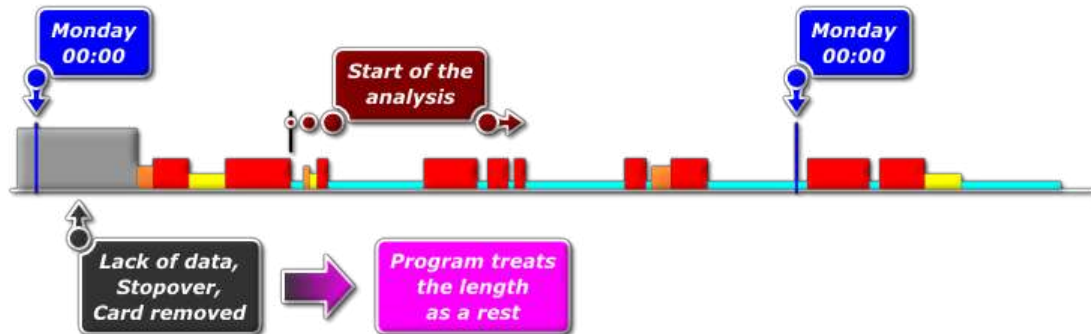 Monday
00:00
Monday
00:00
Start of the
analysis
Lack of data,
Stopover,
Card removed
Program treats
the length
as a rest